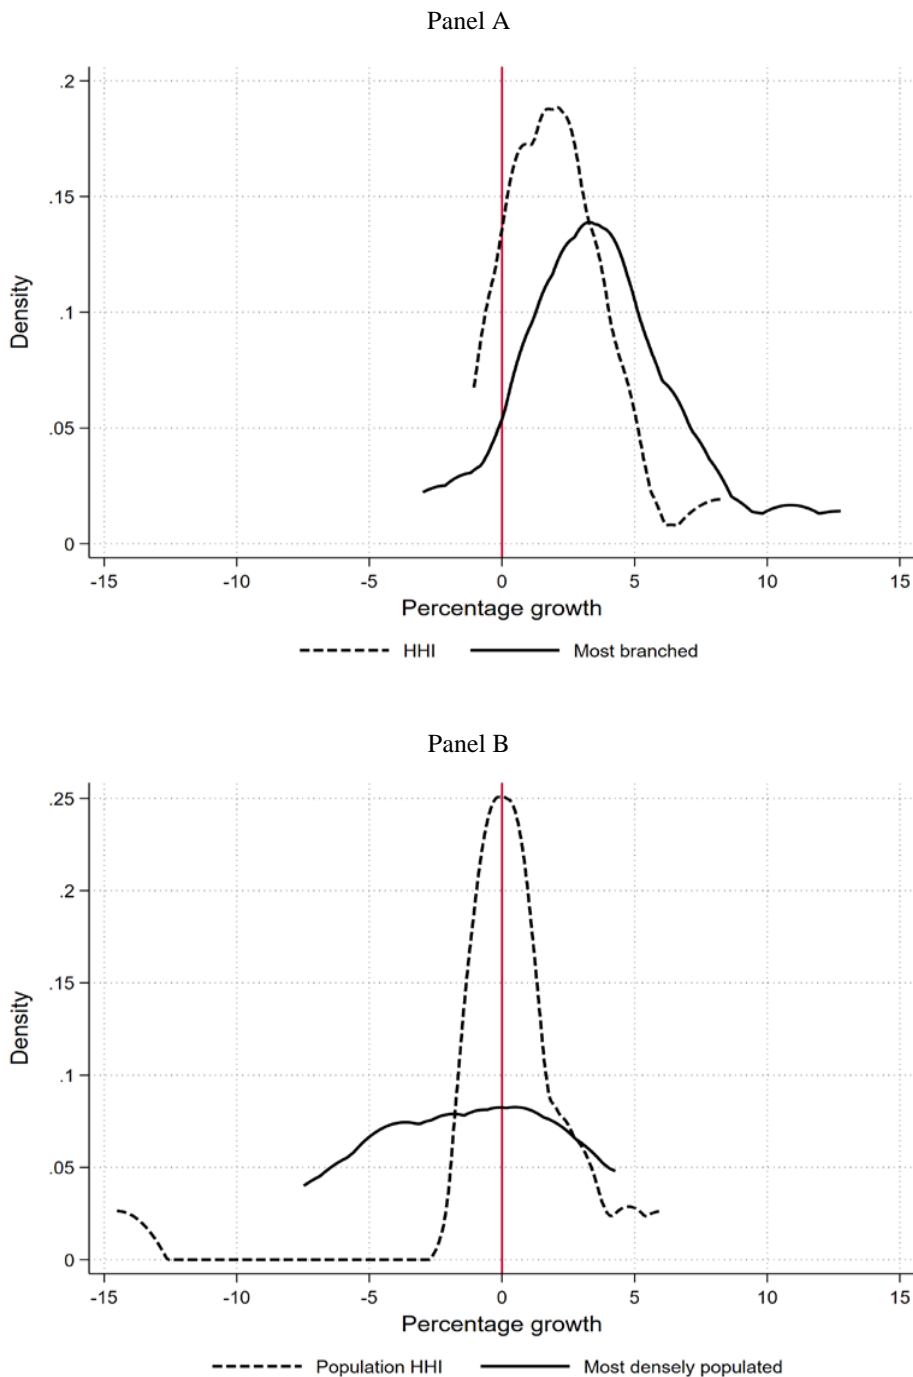 Panel A
.2
.15
.1
.05
0
Density
-15 -10 -5 0 5 10 15
Percentage growth
HHI Most branched
Panel B
.25
.2
.15
.1
.05
0
Density
-15 -10 -5 0 5 10 15
Percentage growth
Population HHI Most densely populated